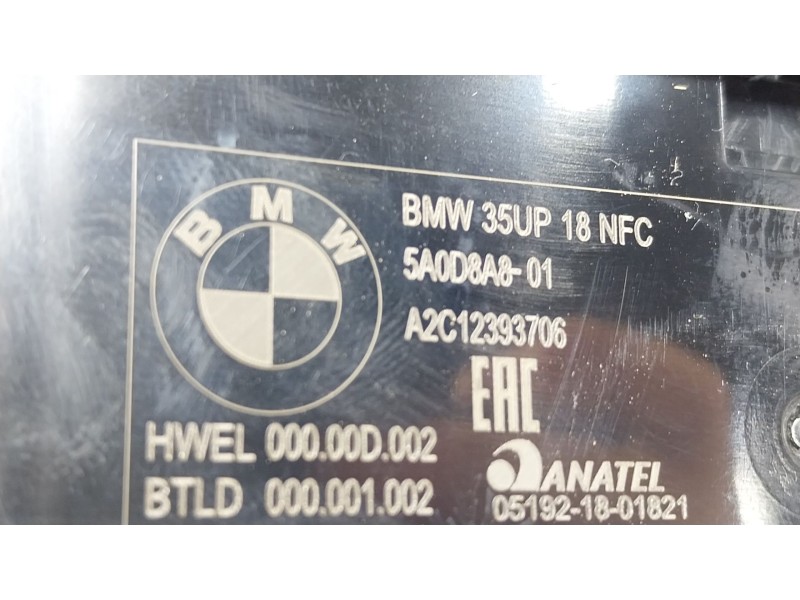 BMW
BMW 35UP 18 NFC
5A0D8A8-01
A2C12393706
EAC
HWEL 000.00D.002
ANATEL
BTLD 000.001.002
05192-18-01821